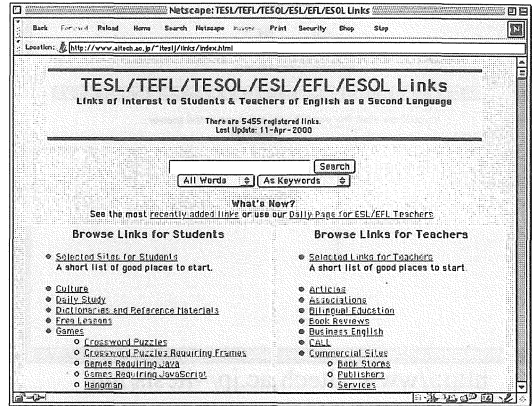 Netscape: TESL/TEFL/TESOL/ESL/EFL/ESOL Links
Back Forward Reload Home Search Netscape Images Print Security Shop Stop
Location: http://www.aitech.ac.jp/~iteslj/links/index.html
TESL/TEFL/TESOL/ESL/EFL/ESOL Links
Links of Interest to Students & Teachers of English as a Second Language
There are 5455 registered links.
Last Update: 11-Apr-2000
Search
All Words As Keywords
What's New?
See the most recently added links or use our Daily Page for ESL/EFL Teachers
Browse Links for Students
Selected Sites for Students
A short list of good places to start.
Culture
Daily Study
Dictionaries and Reference Materials
Free Lessons
Games
Crossword Puzzles
Crossword Puzzles Requiring Frames
Games Requiring Java
Games Requiring JavaScript
Hangman
Browse Links for Teachers
Selected Links for Teachers
A short list of good places to start.
Articles
Associations
Bilingual Education
Book Reviews
Business English
CALL
Commercial Sites
Book Stores
Publishers
Services